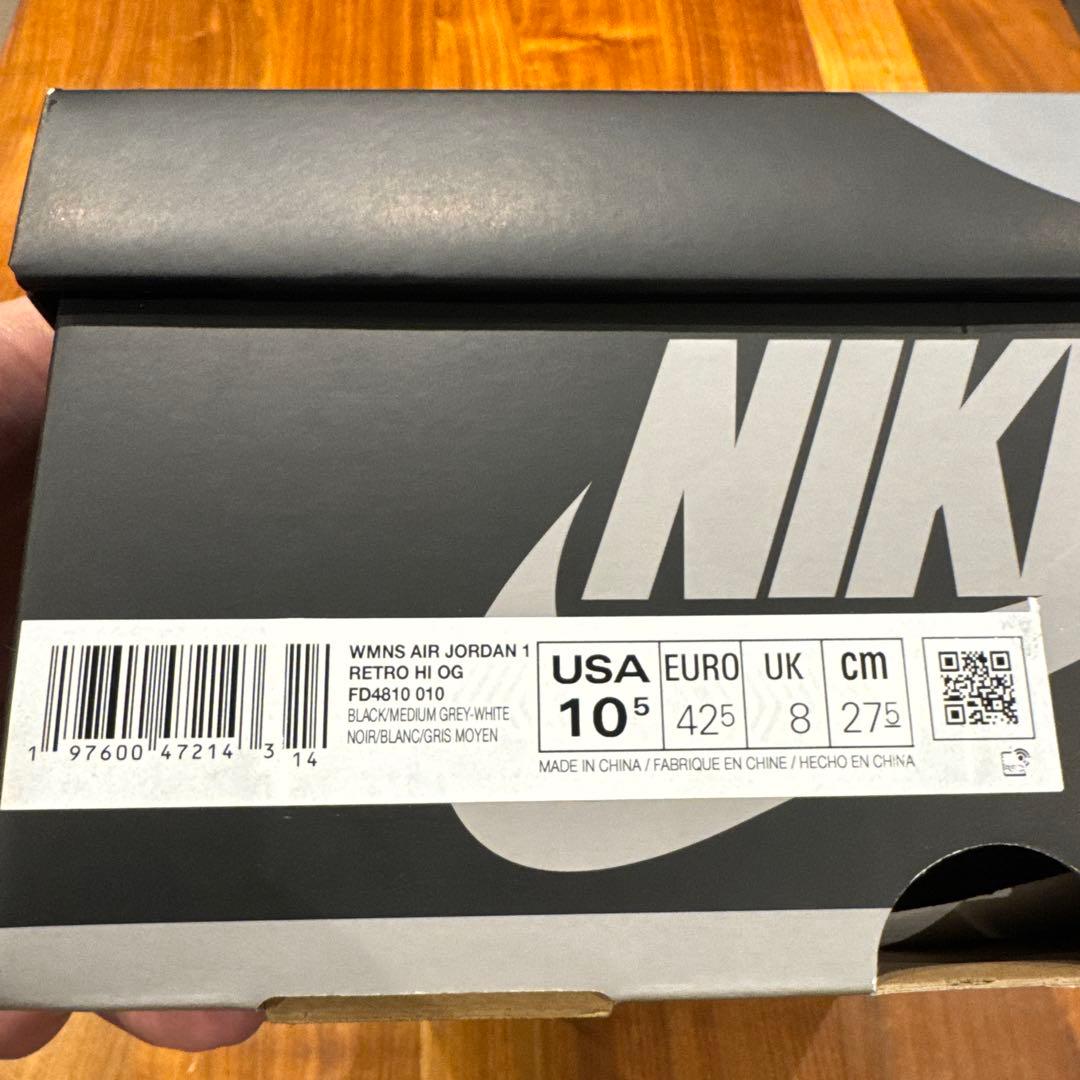 NIK
WMNS AIR JORDAN 1
RETRO HI OG
FD4810 010
BLACK/MEDIUM GREY-WHITE
NOIR/BLANC/GRIS MOYEN
1 97600 47214 3 14
USA EURO UK cm
10⁵ 42⁵ 8 27⁵
MADE IN CHINA / FABRIQUE EN CHINE / HECHO EN CHINA